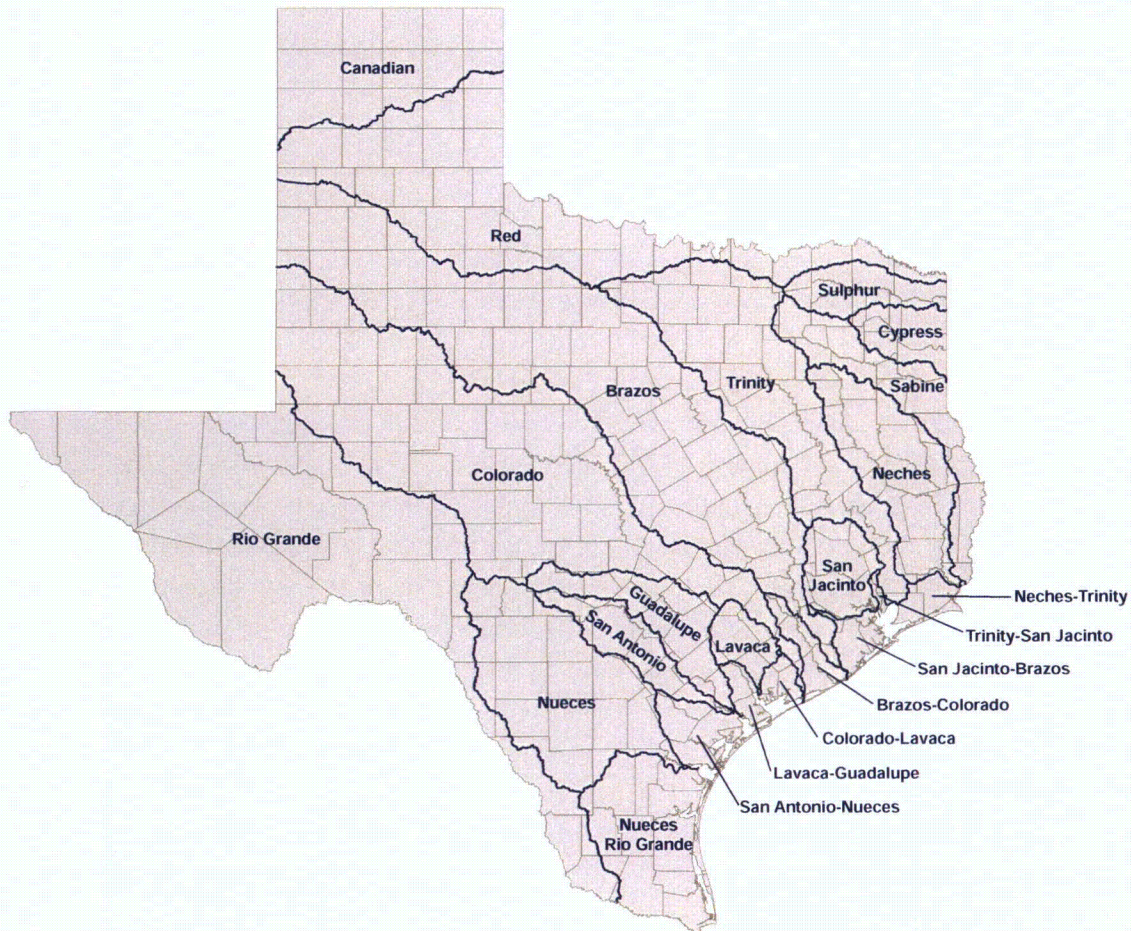 Canadian
Red
Sulphur
Cypress
Sabine
Trinity
Brazos
Neches
Colorado
Rio Grande
San
Jacinto
Guadalupe
San Antonio
Lavaca
Nueces
Neches-Trinity
Trinity-San Jacinto
San Jacinto-Brazos
Brazos-Colorado
Colorado-Lavaca
Lavaca-Guadalupe
San Antonio-Nueces
Nueces
Rio Grande